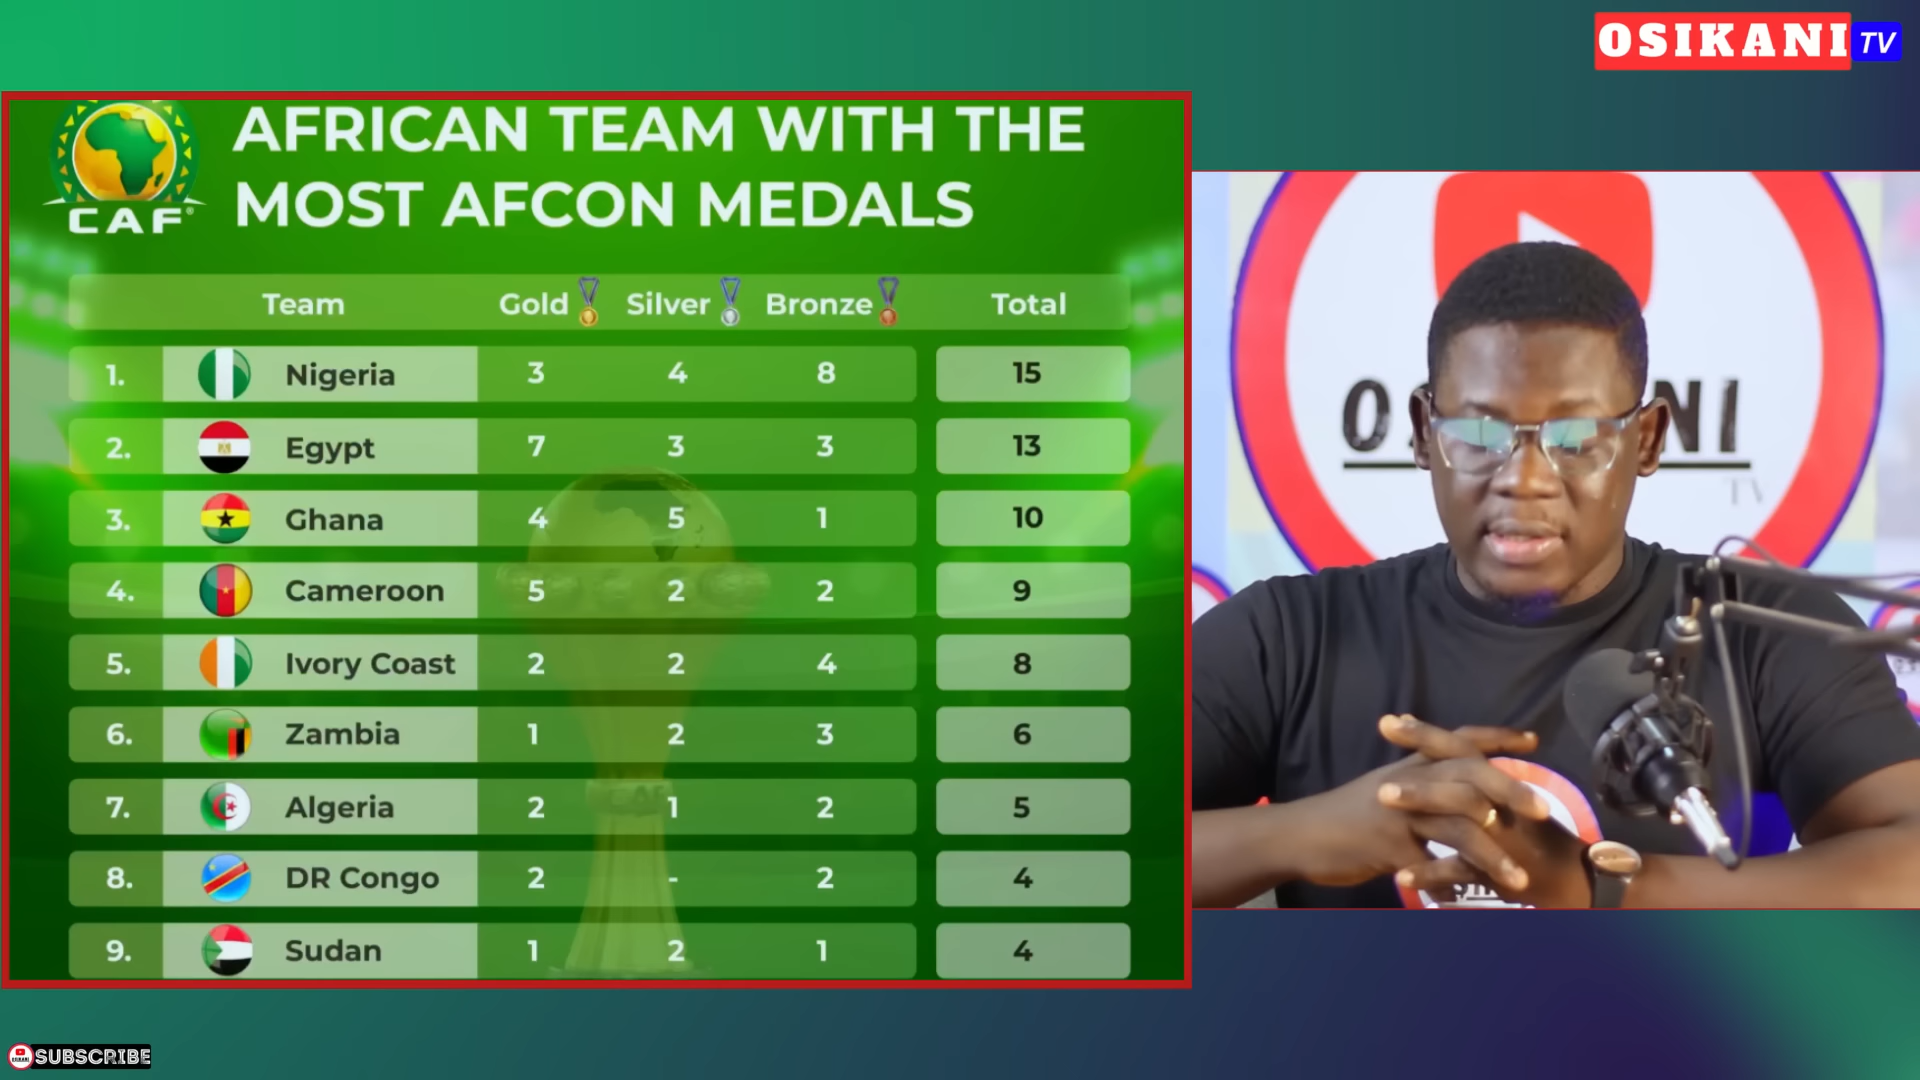 OSIKANI TV
AFRICAN TEAM WITH THE
MOST AFCON MEDALS
CAF
Team Gold Silver Bronze Total
1. Nigeria 3 4 8 15
2. Egypt 7 3 3 13
3. Ghana 4 5 1 10
4. Cameroon 5 2 2 9
5. Ivory Coast 2 2 4 8
6. Zambia 1 2 3 6
7. Algeria 2 1 2 5
8. DR Congo 2 - 2 4
9. Sudan 1 2 1 4
TV
SUBSCRIBE